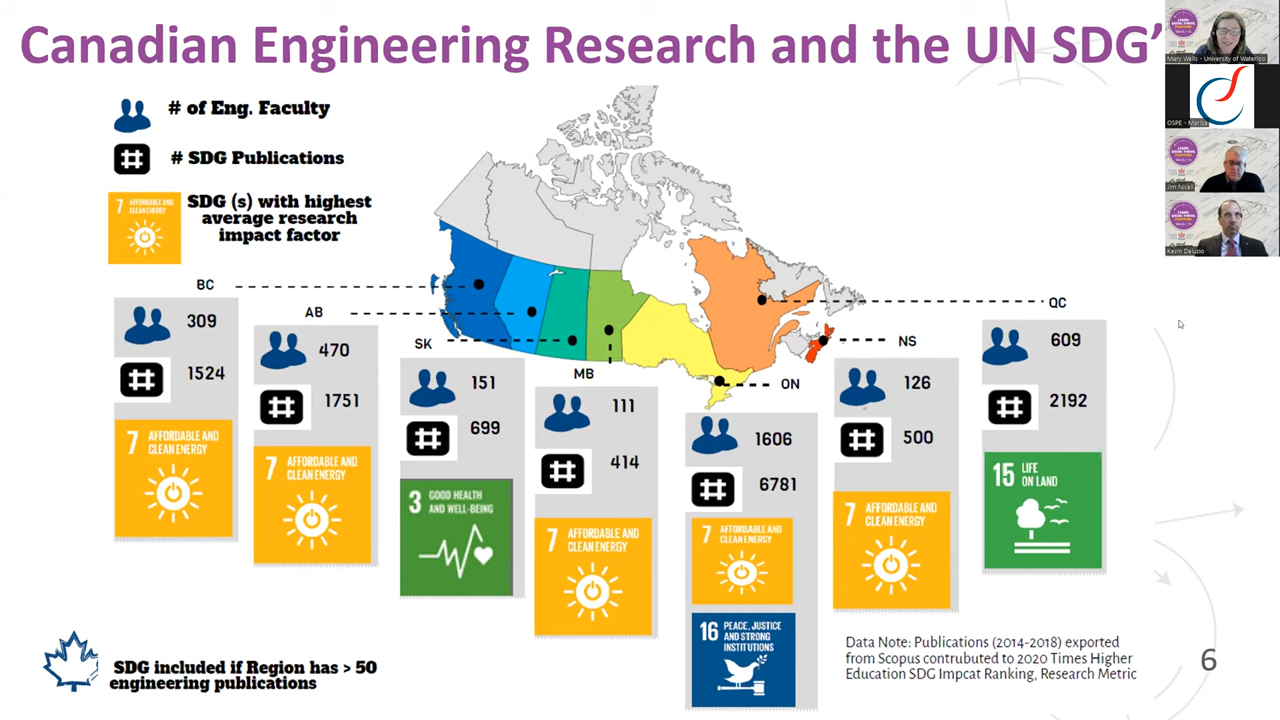 Canadian Engineering Research and the UN SDG'
# of Eng. Faculty
# SDG Publications
7 AFFORDABLE AND
CLEAN ENERGY
SDG (s) with highest
average research
impact factor
BC
309
1524
7 AFFORDABLE AND
CLEAN ENERGY
AB
470
1751
7 AFFORDABLE AND
CLEAN ENERGY
SK
151
699
3 GOOD HEALTH
AND WELL-BEING
MB
111
414
7 AFFORDABLE AND
CLEAN ENERGY
ON
1606
6781
7 AFFORDABLE AND
CLEAN ENERGY
16 PEACE, JUSTICE
AND STRONG
INSTITUTIONS
NS
126
500
7 AFFORDABLE AND
CLEAN ENERGY
QC
609
2192
15 LIFE
ON LAND
SDG included if Region has > 50
engineering publications
Data Note: Publications (2014-2018) exported
from Scopus contrubuted to 2020 Times Higher
Education SDG Impcat Ranking, Research Metric
6
Mary Wells - University of Waterloo
OSPE - Marisa
Jim Nicell
Kevin Deluzio